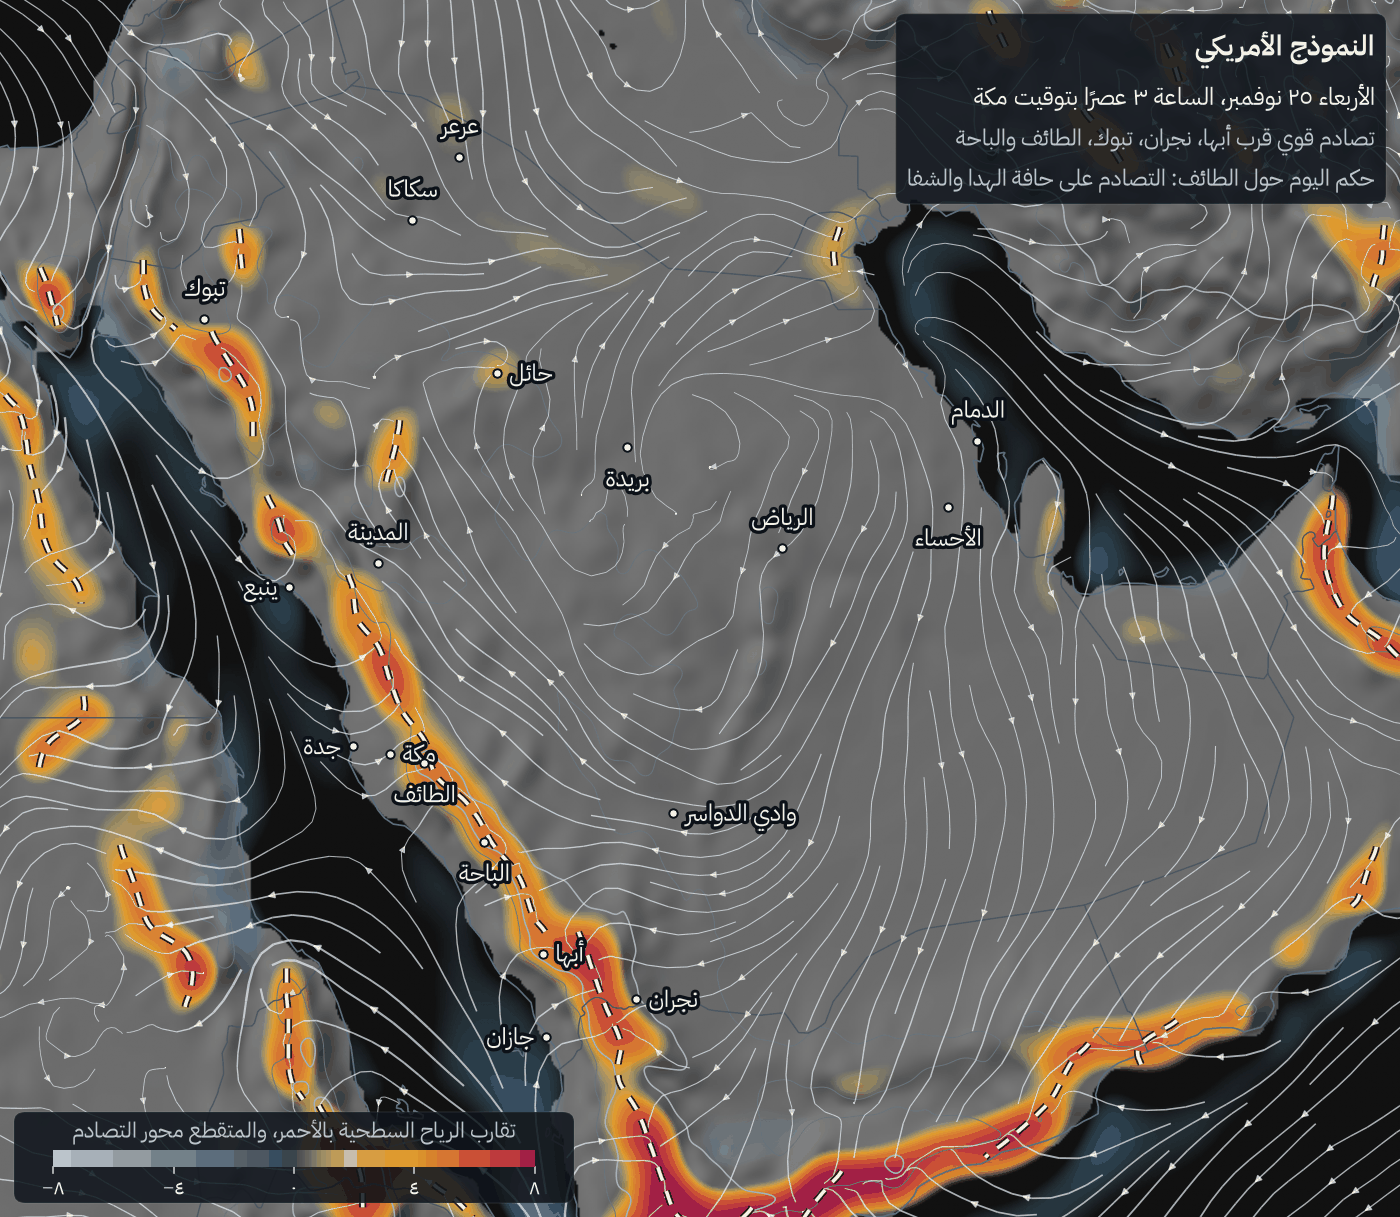 النموذج الأمريكي
الأربعاء ٢٥ نوفمبر، الساعة ٣ عصرًا بتوقيت مكة
تصادم قوي قرب أبها، نجران، تبوك، الطائف والباحة
حكم اليوم حول الطائف: التصادم على حافة الهدا والشفا
عرعر
سكاكا
تبوك
حائل
الدمام
بريدة
الرياض
الأحساء
المدينة
ينبع
جدة
مكة
الطائف
وادي الدواسر
الباحة
أبها
نجران
جازان
تقارب الرياح السطحية بالأحمر، والمتقطع محور التصادم
−٨ −٤ ٠ ٤ ٨